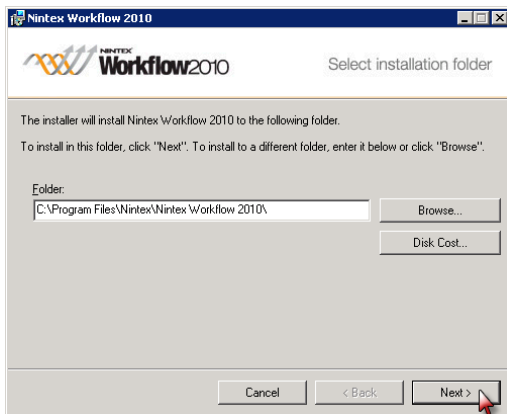 Nintex Workflow 2010
NINTEX
Workflow2010
Select installation folder
The installer will install Nintex Workflow 2010 to the following folder.
To install in this folder, click "Next". To install to a different folder, enter it below or click "Browse".
Folder:
C:\Program Files\Nintex\Nintex Workflow 2010\
Browse...
Disk Cost...
Cancel
< Back
Next >